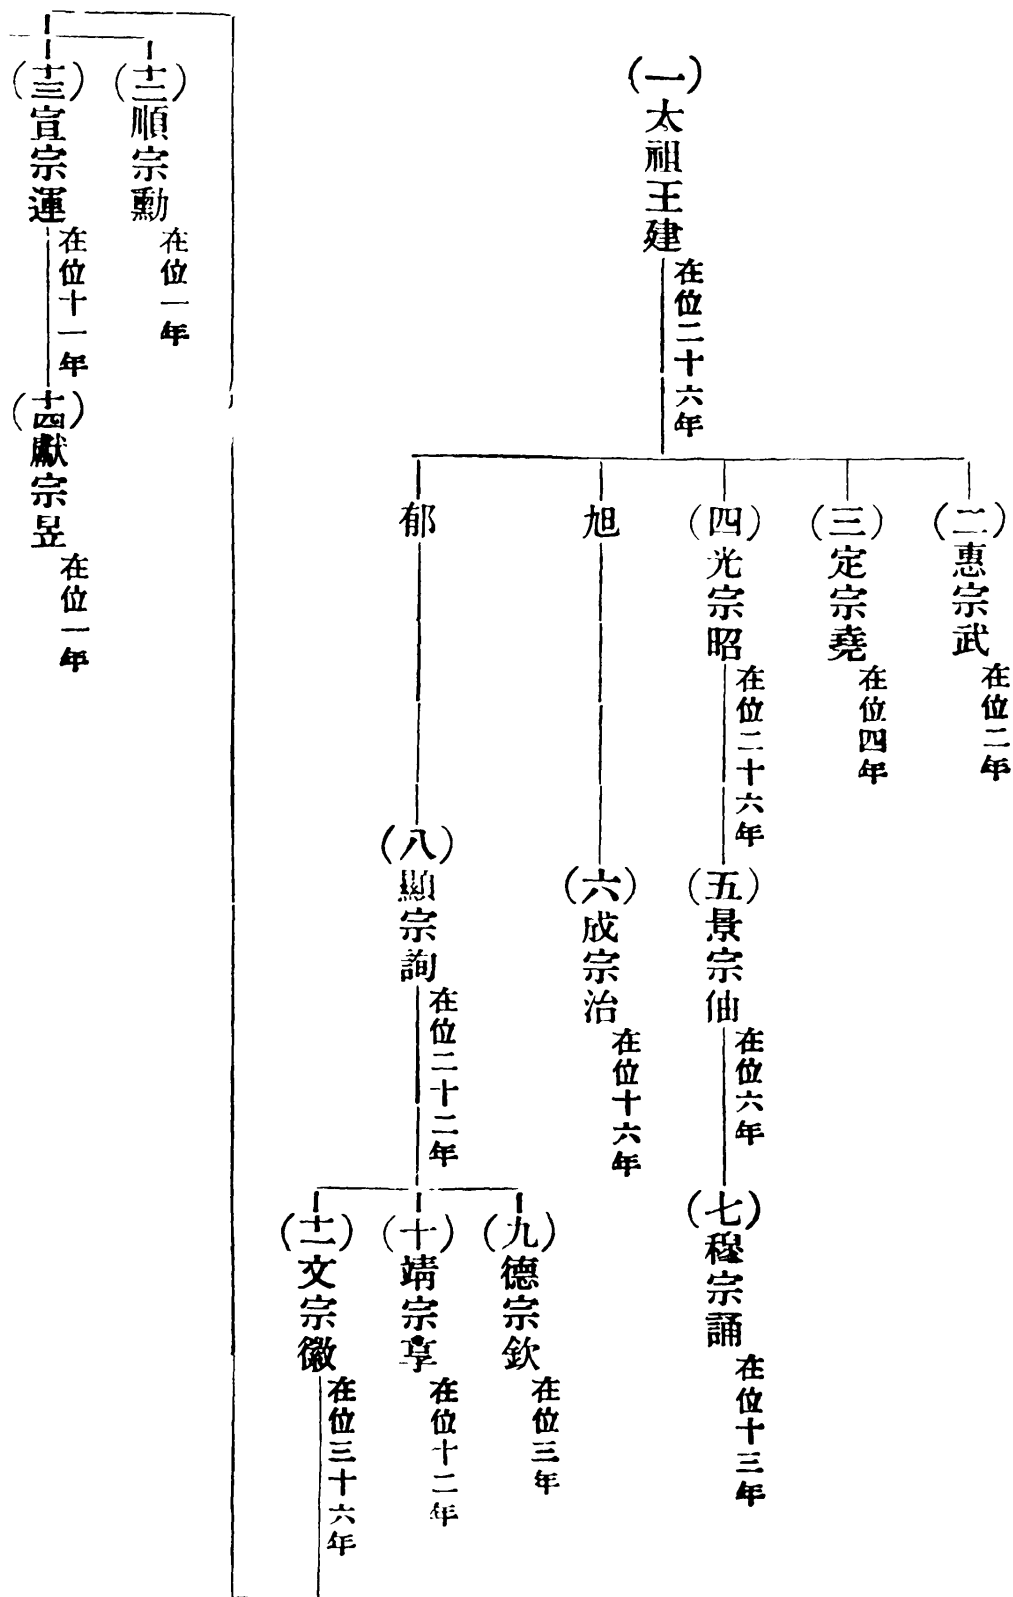 (一)太祖王建
在位二十六年
(二)惠宗武
在位二年
(三)定宗堯
在位四年
(四)光宗昭
在位二十六年
旭
郁
(五)景宗伷
在位六年
(六)成宗治
在位十六年
(七)穆宗誦
在位十三年
(八)顯宗詢
在位二十二年
(九)德宗欽
在位三年
(十)靖宗亨
在位十二年
(十一)文宗徽
在位三十六年
(十二)順宗勳
在位一年
(十三)宣宗運
在位十一年
(十四)獻宗昱
在位一年